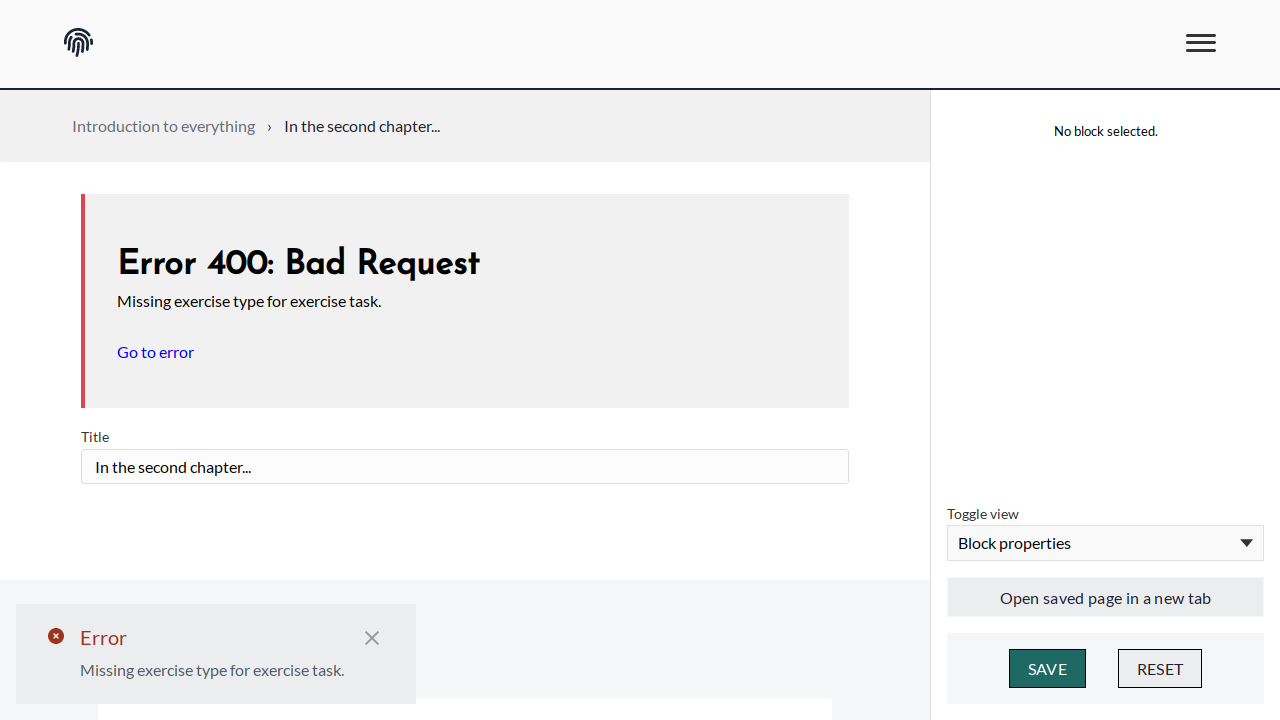 Introduction to everything › In the second chapter...
Error 400: Bad Request
Missing exercise type for exercise task.
Go to error
Title
In the second chapter...
Error
Missing exercise type for exercise task.
No block selected.
Toggle view
Block properties
Open saved page in a new tab
SAVE RESET